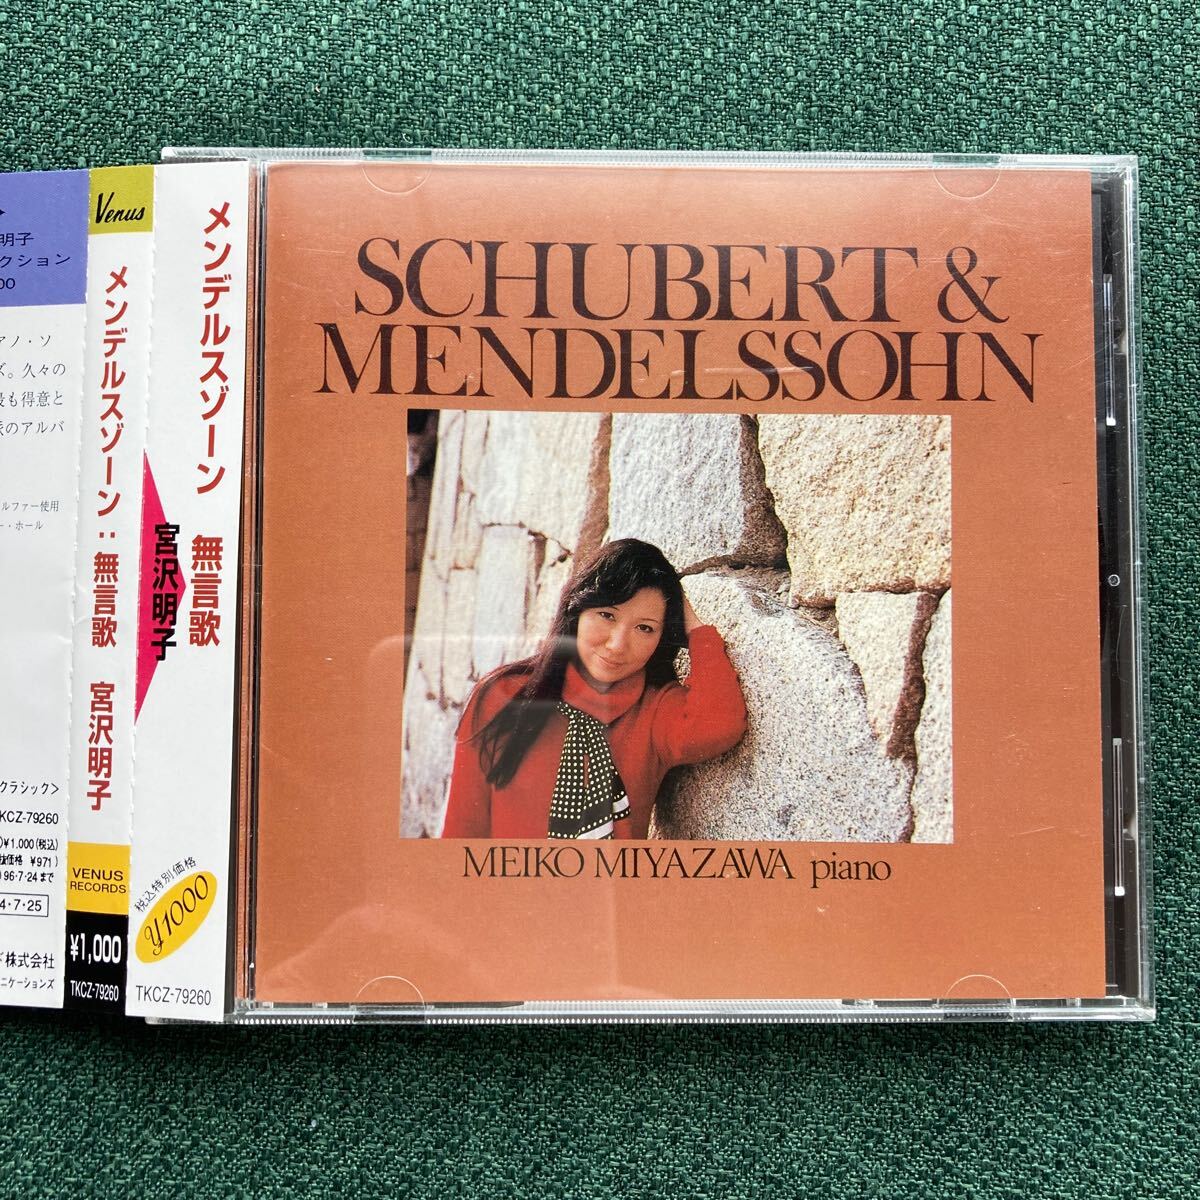 明子
クション
00
アノ・ソ
ズ。久々の
最も得意と
派のアルバ
ルファー使用
ー・ホール
クラシック＞
KCZ-79260
)¥1,000(税込)
抜価格 ¥971)
)96・7・24まで
4・7・25
ド株式会社
ニケーションズ
Venus
メンデルスゾーン：無言歌 宮沢明子
VENUS
RECORDS
¥1,000
TKCZ-79260
メンデルスゾーン 無言歌
宮沢明子
税込特別価格
¥1000
TKCZ-79260
SCHUBERT &
MENDELSSOHN
MEIKO MIYAZAWA piano